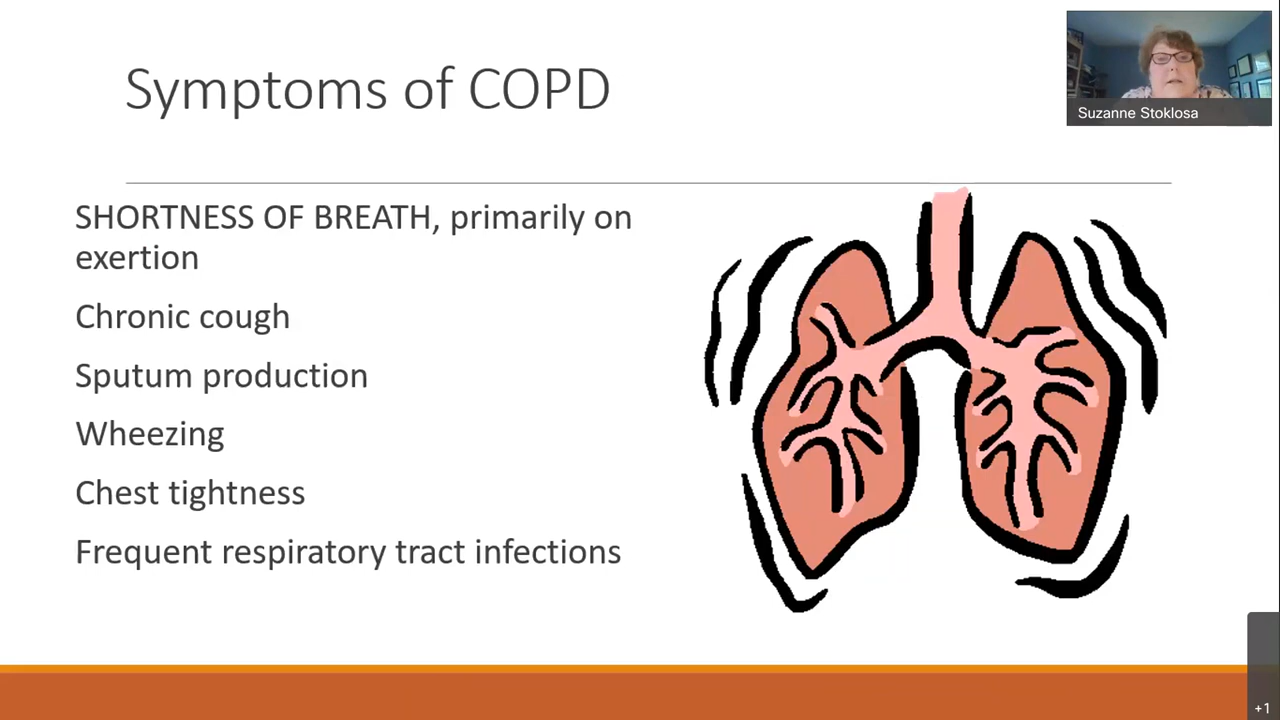 Symptoms of COPD
Suzanne Stoklosa
SHORTNESS OF BREATH, primarily on
exertion
Chronic cough
Sputum production
Wheezing
Chest tightness
Frequent respiratory tract infections
+1